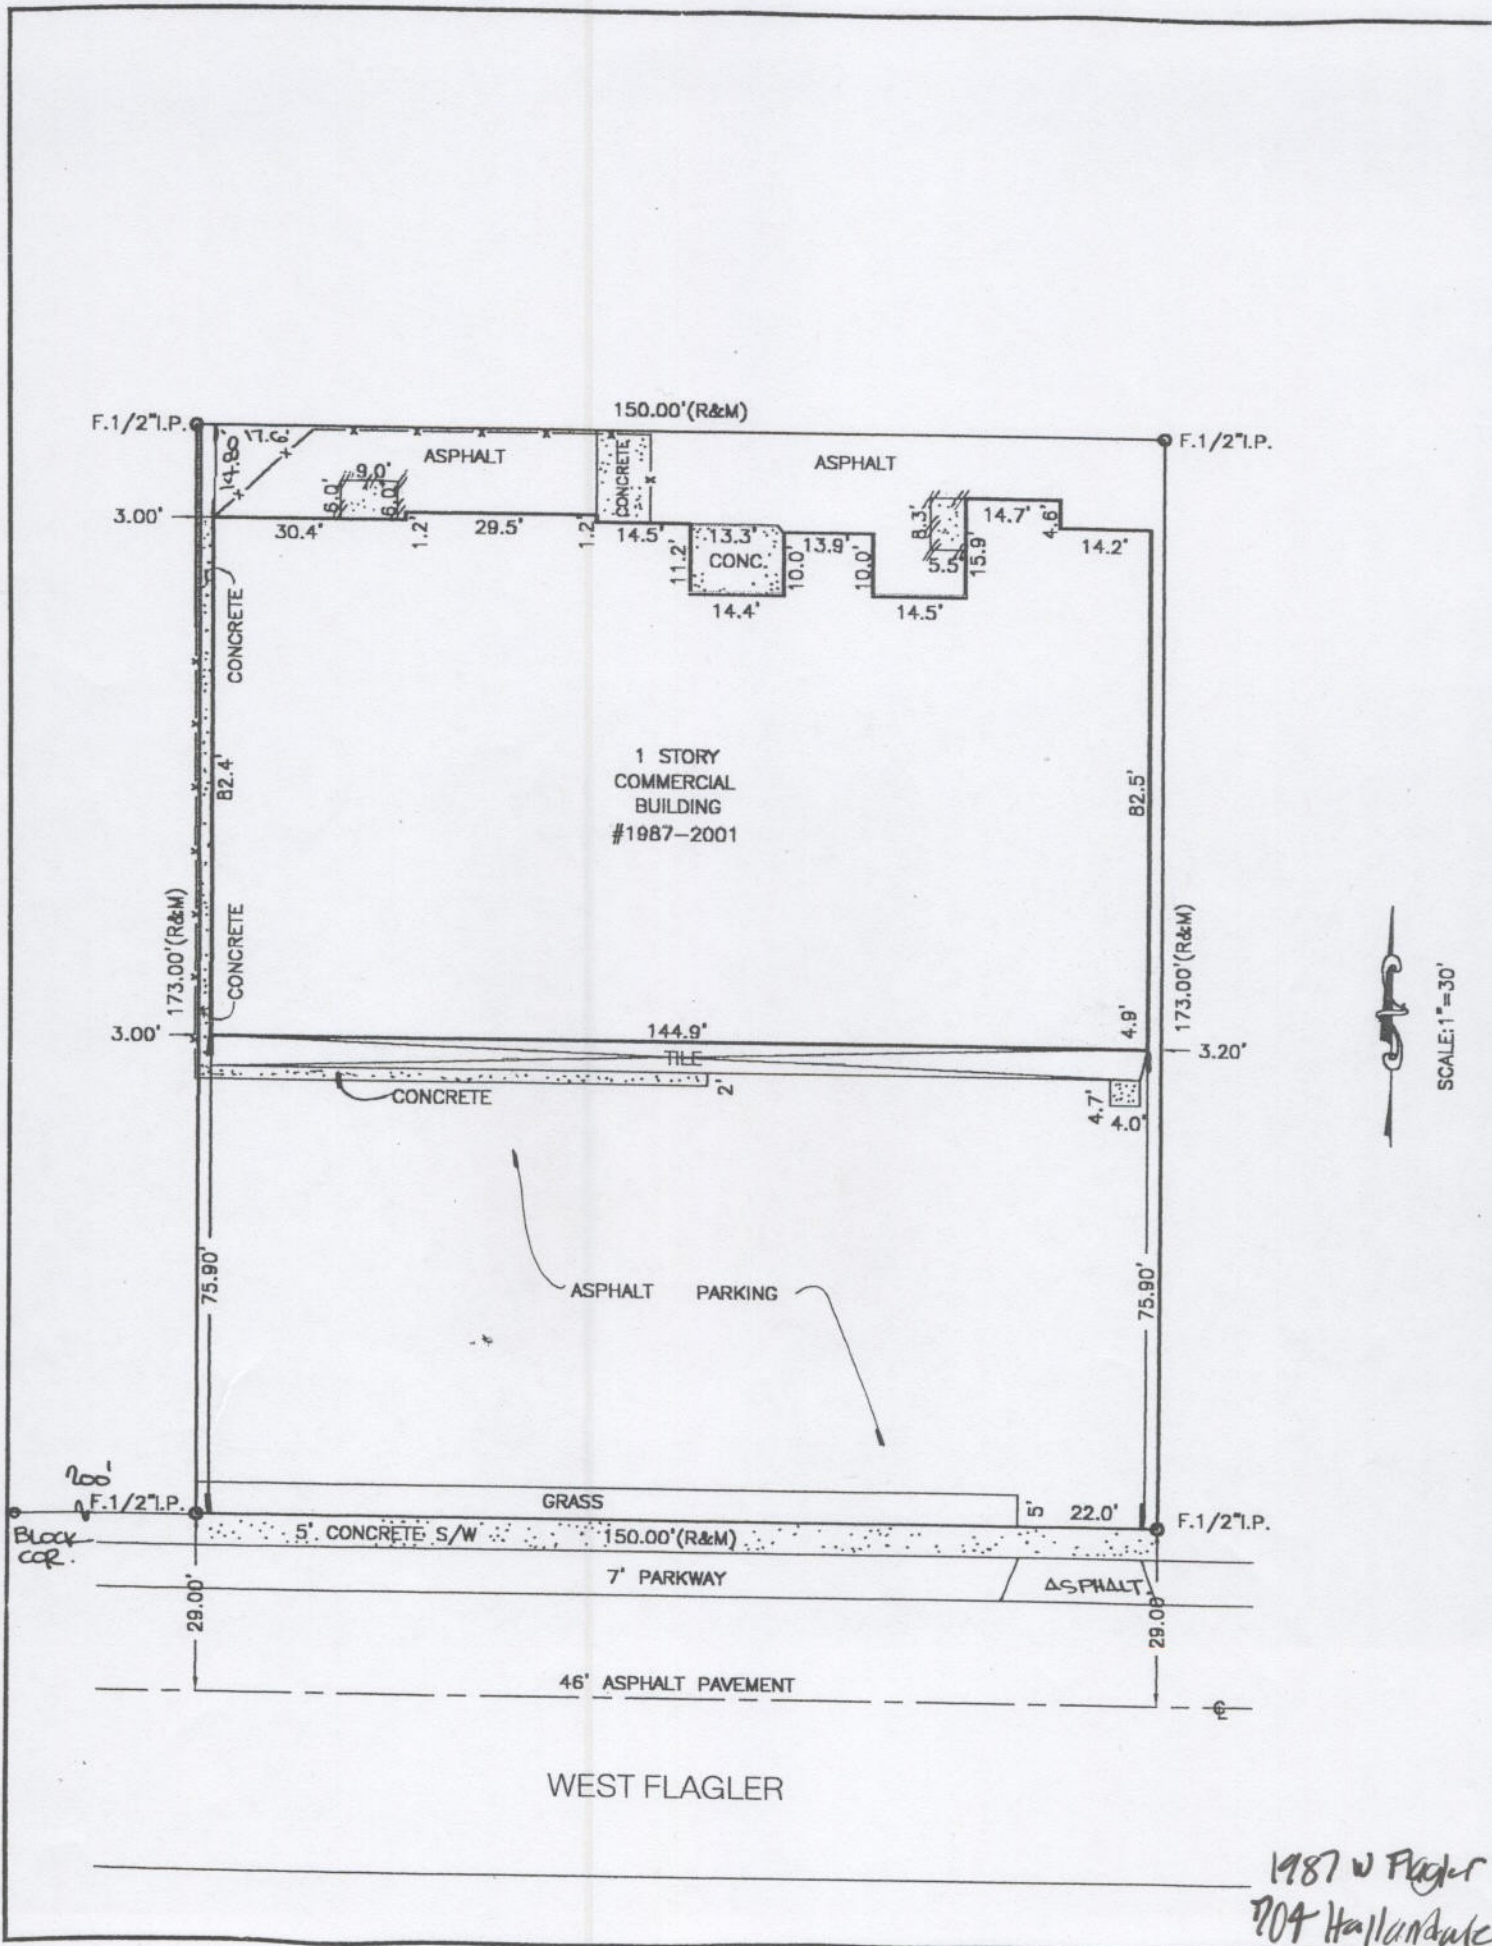 150.00'(R&M)
F.1/2"I.P.
F.1/2"I.P.
17.6'
14.80'
ASPHALT
CONCRETE
ASPHALT
9.0'
6.0'
6.0'
8.3'
5.5'
14.7'
4.6'
15.9'
14.2'
3.00'
30.4'
1.2'
29.5'
1.2'
14.5'
11.2'
13.3'
CONC.
10.0'
13.9'
10.0'
14.4'
14.5'
CONCRETE
82.4'
1 STORY
COMMERCIAL
BUILDING
#1987-2001
82.5'
173.00'(R&M)
CONCRETE
173.00'(R&M)
SCALE:1"=30'
3.00'
144.9'
4.9'
TILE
3.20'
CONCRETE
2'
4.7'
4.0'
75.90'
ASPHALT PARKING
75.90'
200'
F.1/2"I.P.
GRASS
5'
22.0'
F.1/2"I.P.
BLOCK
COR.
5' CONCRETE S/W
150.00'(R&M)
7' PARKWAY
ASPHALT
29.00'
29.00
46' ASPHALT PAVEMENT
WEST FLAGLER
1987 W Flagler
704 Hallandale